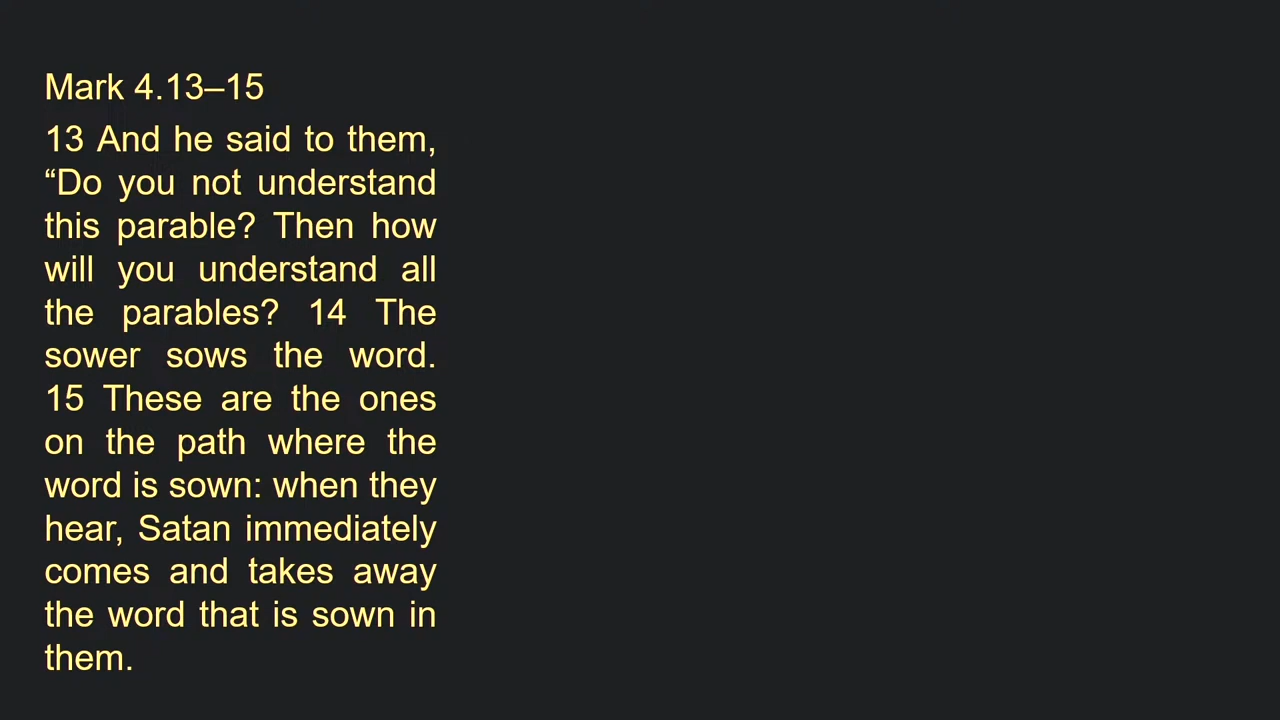 Mark 4.13–15
13 And he said to them,
“Do you not understand
this parable? Then how
will you understand all
the parables? 14 The
sower sows the word.
15 These are the ones
on the path where the
word is sown: when they
hear, Satan immediately
comes and takes away
the word that is sown in
them.